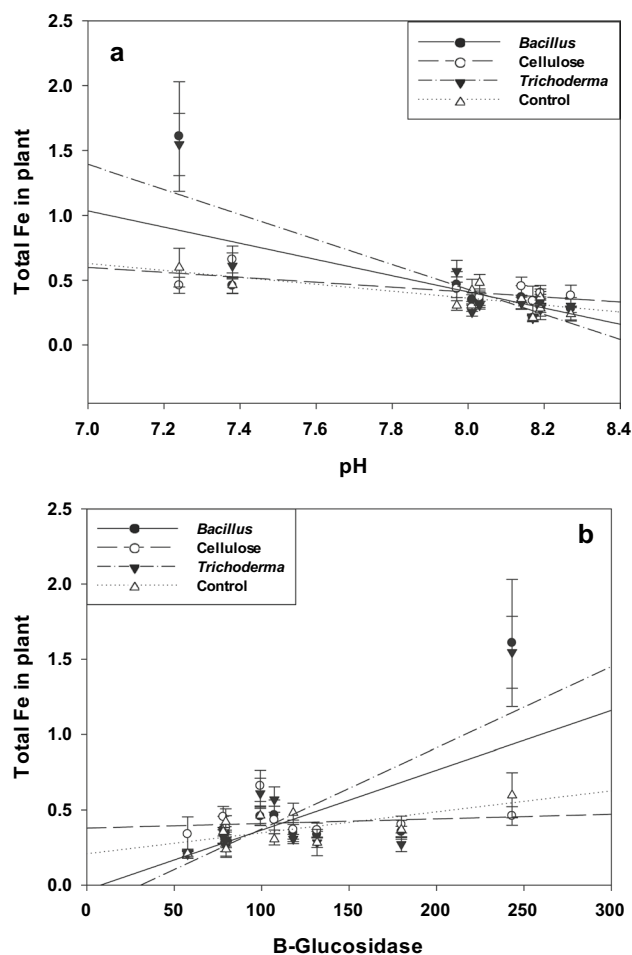 a
Bacillus
Cellulose
Trichoderma
Control
2.5
2.0
1.5
1.0
0.5
0.0
Total Fe in plant
7.0 7.2 7.4 7.6 7.8 8.0 8.2 8.4
pH
b
Bacillus
Cellulose
Trichoderma
Control
2.5
2.0
1.5
1.0
0.5
0.0
Total Fe in plant
0 50 100 150 200 250 300
B-Glucosidase